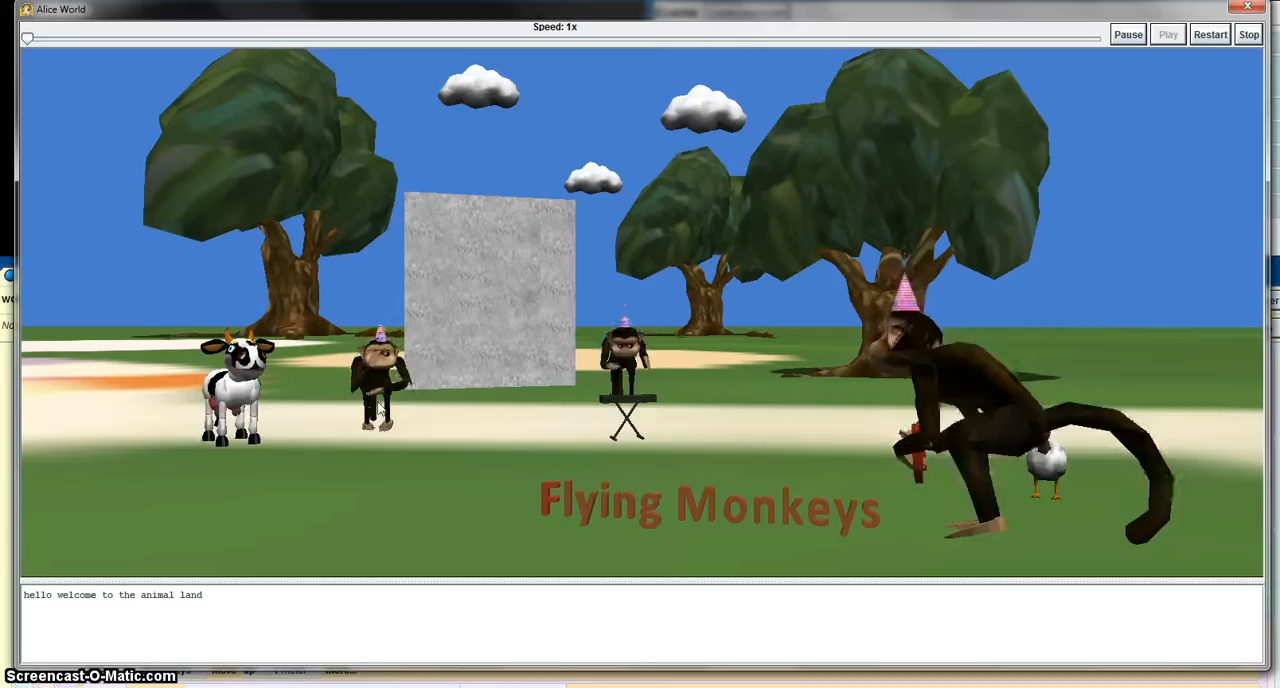 Alice World
Speed: 1x
Pause Play Restart Stop
Flying Monkeys
hello welcome to the animal land
Screencast-O-Matic.com